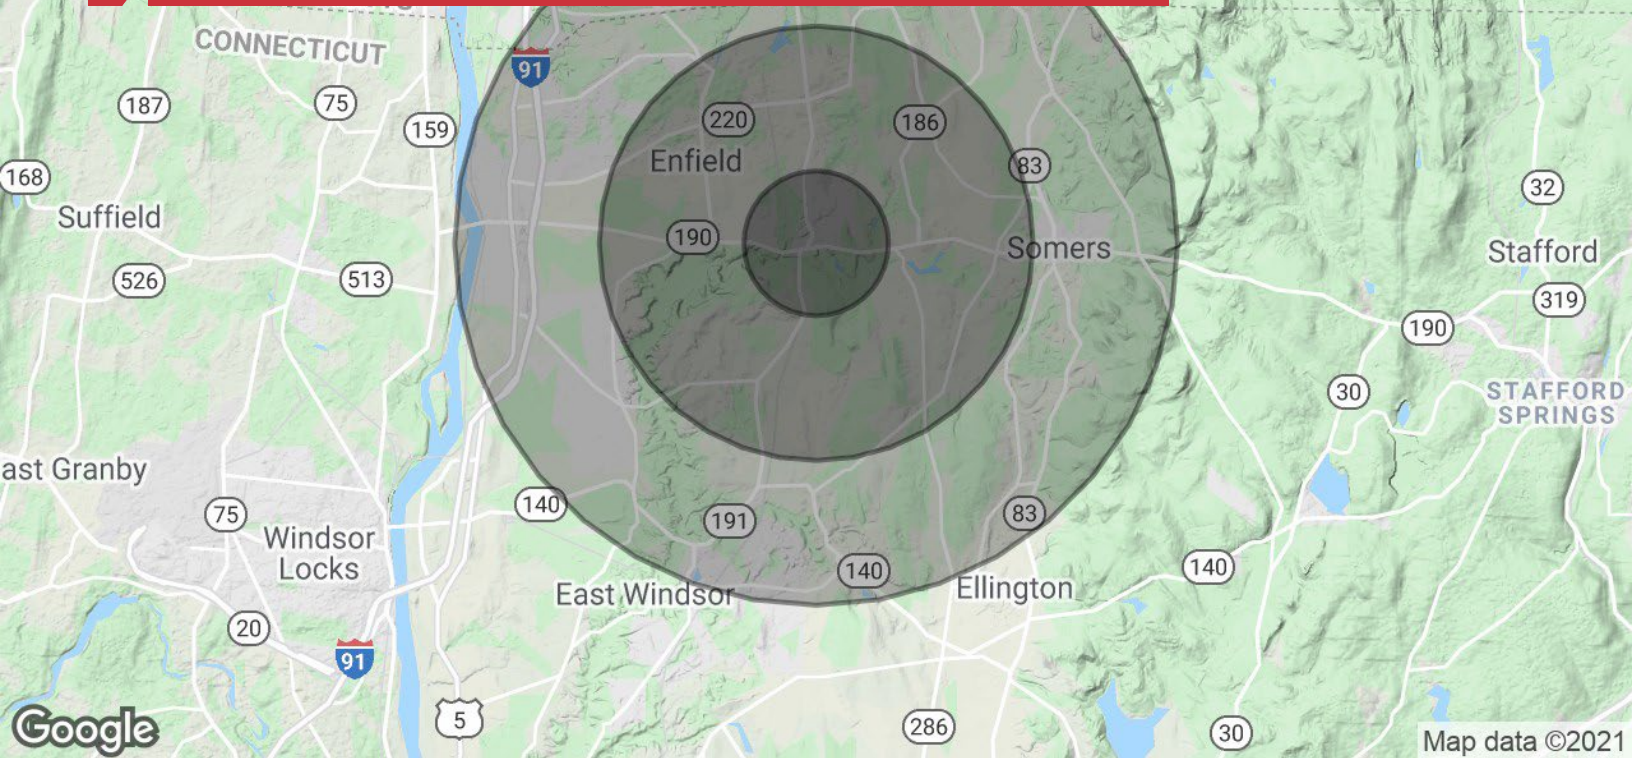 CONNECTICUT
91
187
75
159
220
186
Enfield
83
168
32
Suffield
190
Somers
Stafford
526
513
319
190
30
STAFFORD
SPRINGS
ast Granby
75
140
191
83
Windsor
Locks
140
140
East Windsor
Ellington
20
91
5
286
30
Google
Map data ©2021